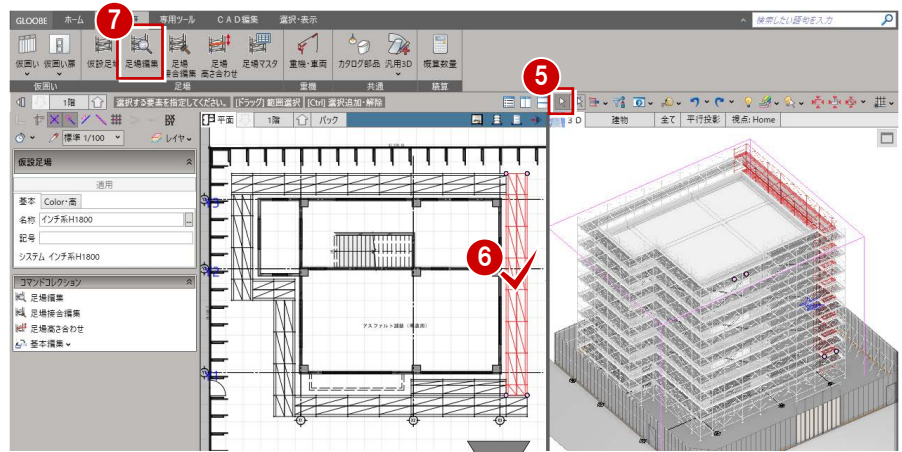 GLOOBE ホーム 専用ツール CAD編集 選択・表示 検索したい語句を入力
7
仮囲い 仮囲い扉 仮設足場 足場編集 足場接合編集 足場高さ合わせ 足場マスタ 重機・車両 カタログ部品 汎用3D 概算数量
仮囲い 足場 重機 共通 積算
5
1階 選択する要素を指定してください。 [ドラッグ] 範囲選択 [Ctrl] 選択追加・解除
平面 1階 バック 3D 建物 全て 平行投影 視点: Home
標準 1/100 レイヤ
仮設足場
適用
基本 Color・高
名称 インチ系H1800 ...
記号
システム インチ系H1800
コマンドコレクション
足場編集
足場接合編集
足場高さ合わせ
基本編集
6
アスファルト舗装